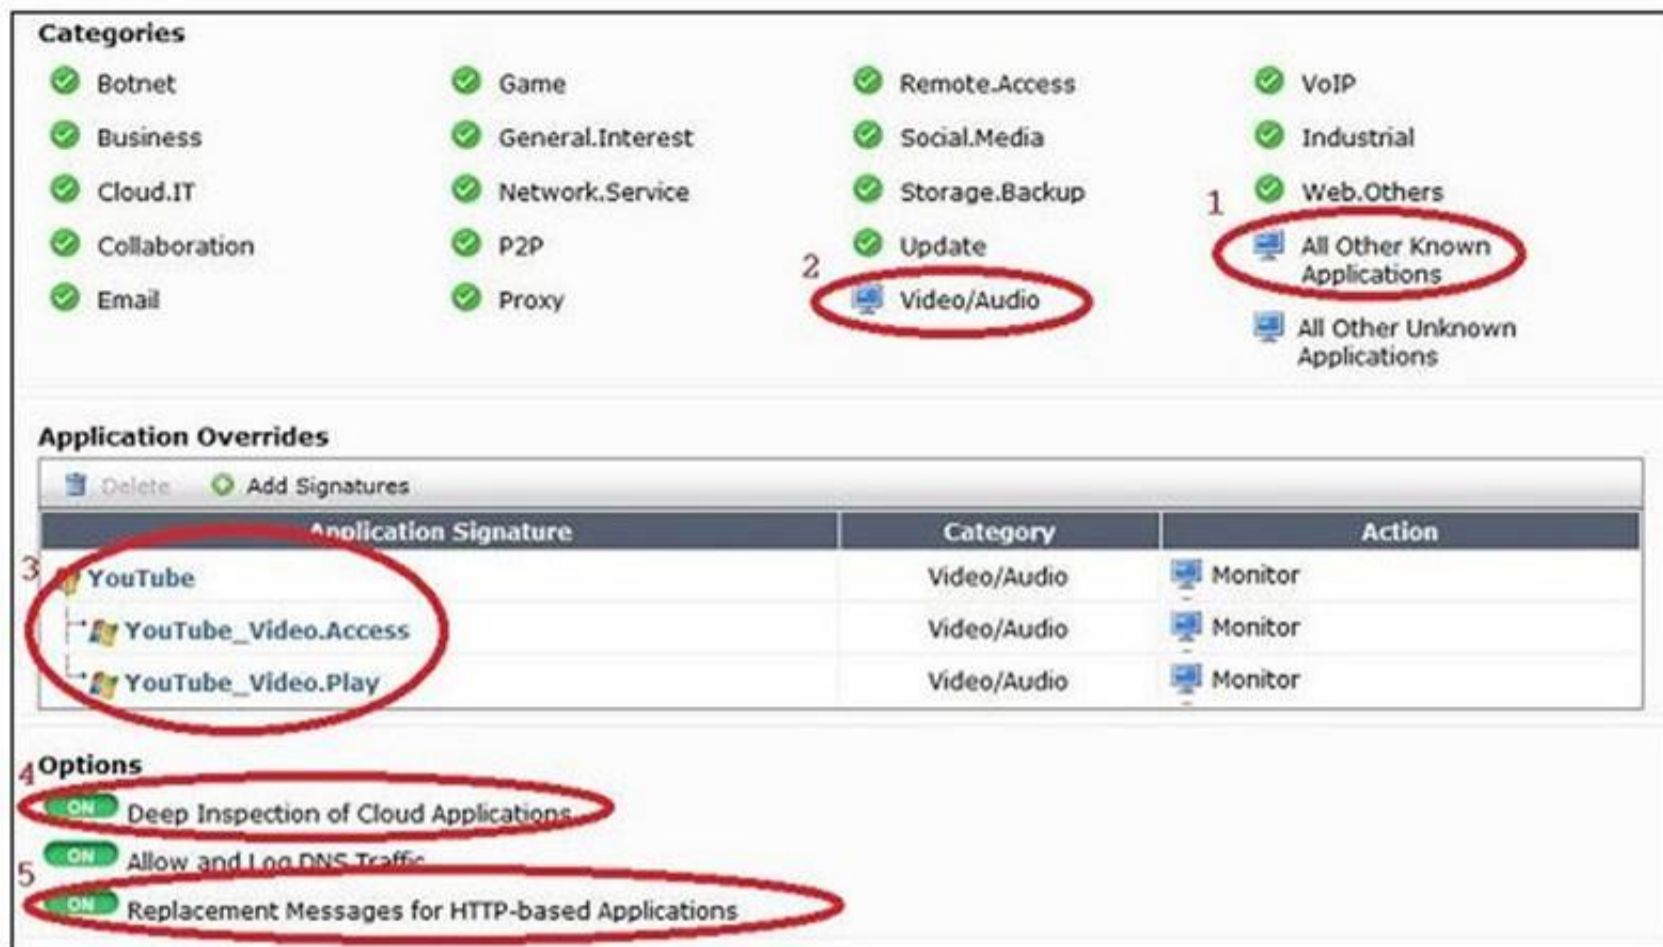 Categories
Botnet Game Remote.Access VoIP
Business General.Interest Social.Media Industrial
Cloud.IT Network.Service Storage.Backup 1 Web.Others
Collaboration P2P 2 Update All Other Known
Applications
Email Proxy Video/Audio
All Other Unknown
Applications
Application Overrides
Delete Add Signatures
Application Signature Category Action
3 YouTube Video/Audio Monitor
YouTube_Video.Access Video/Audio Monitor
YouTube_Video.Play Video/Audio Monitor
4 Options
ON Deep Inspection of Cloud Applications
ON Allow and Log DNS Traffic
5
ON Replacement Messages for HTTP-based Applications